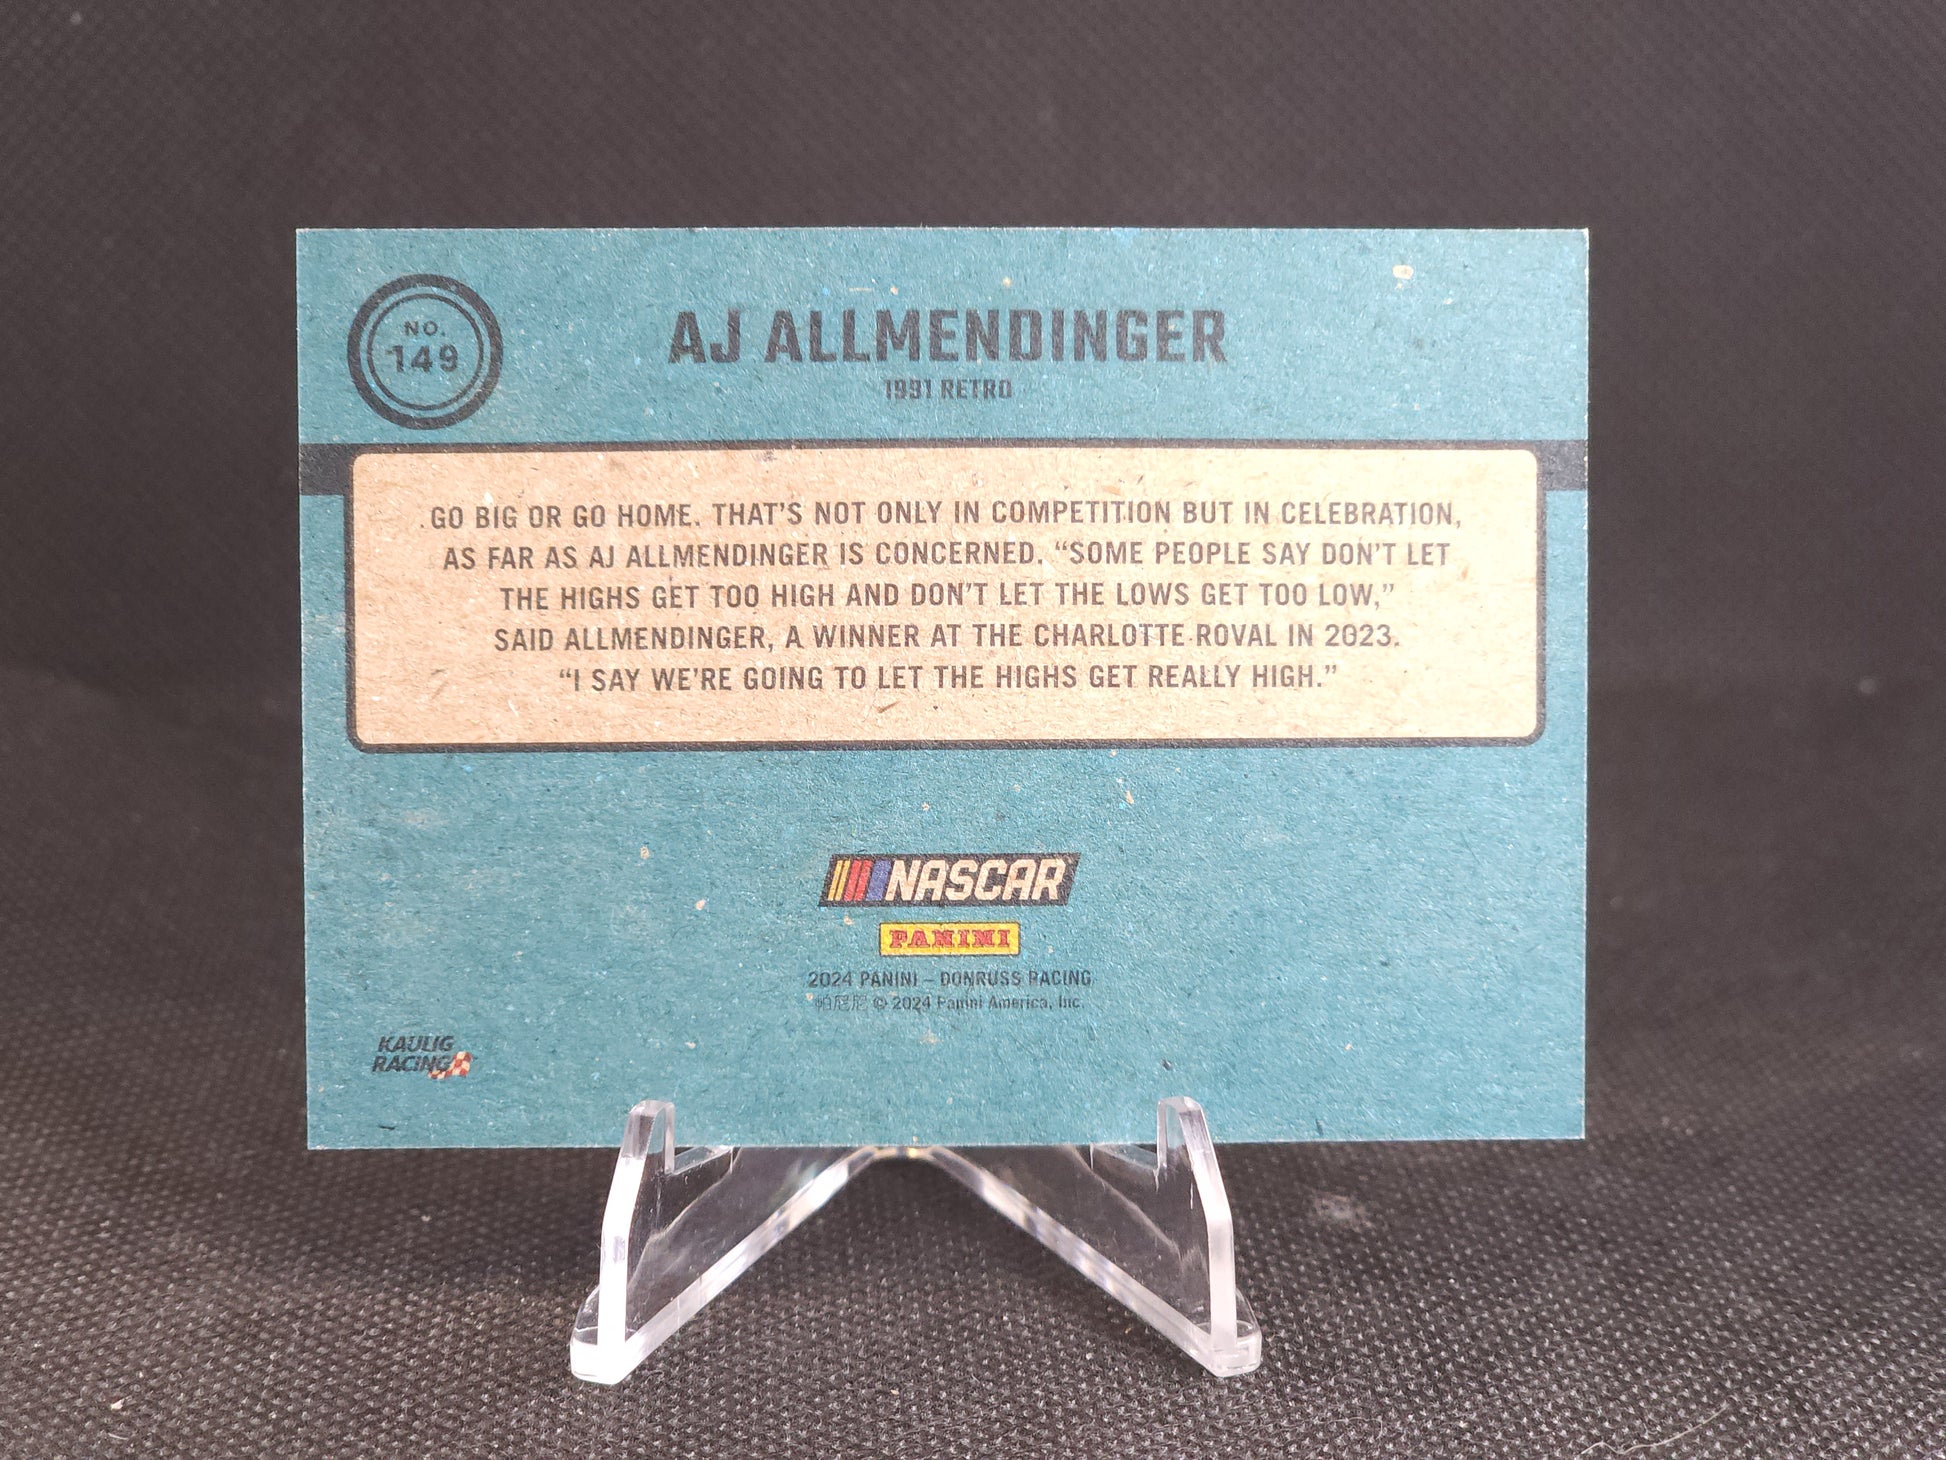 NO.
149
AJ ALLMENDINGER
1991 RETRO
GO BIG OR GO HOME. THAT'S NOT ONLY IN COMPETITION BUT IN CELEBRATION,
AS FAR AS AJ ALLMENDINGER IS CONCERNED. “SOME PEOPLE SAY DON'T LET
THE HIGHS GET TOO HIGH AND DON'T LET THE LOWS GET TOO LOW,”
SAID ALLMENDINGER, A WINNER AT THE CHARLOTTE ROVAL IN 2023.
“I SAY WE'RE GOING TO LET THE HIGHS GET REALLY HIGH.”
NASCAR
PANINI
2024 PANINI – DONRUSS RACING
帕尼尼 © 2024 Panini America, Inc.
KAULIG
RACING